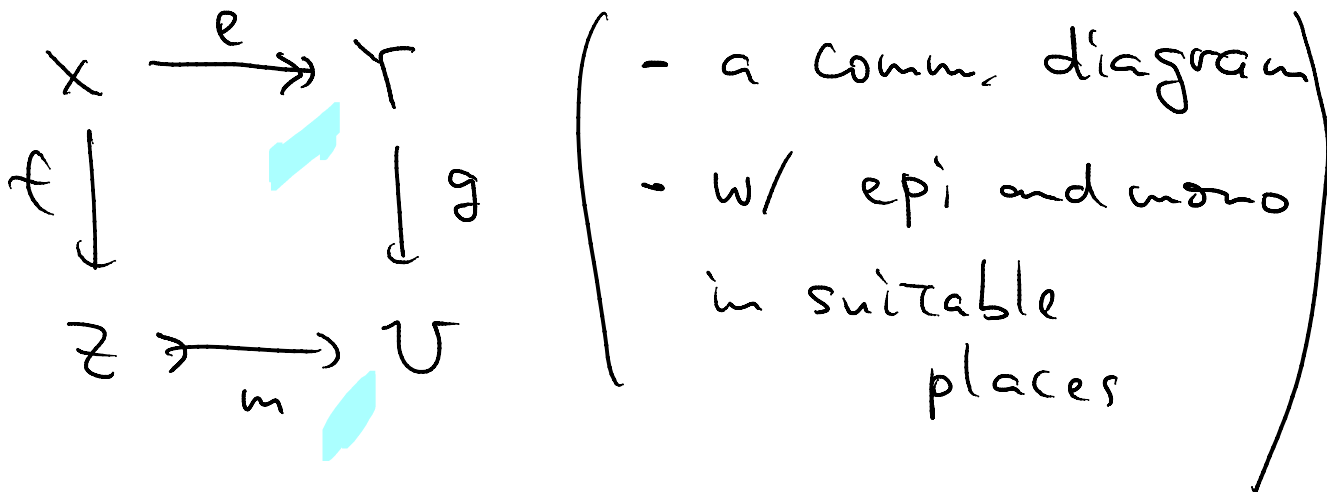 e
X Y
f g
Z U
m
- a comm. diagram
- w/ epi and mono
in suitable
places